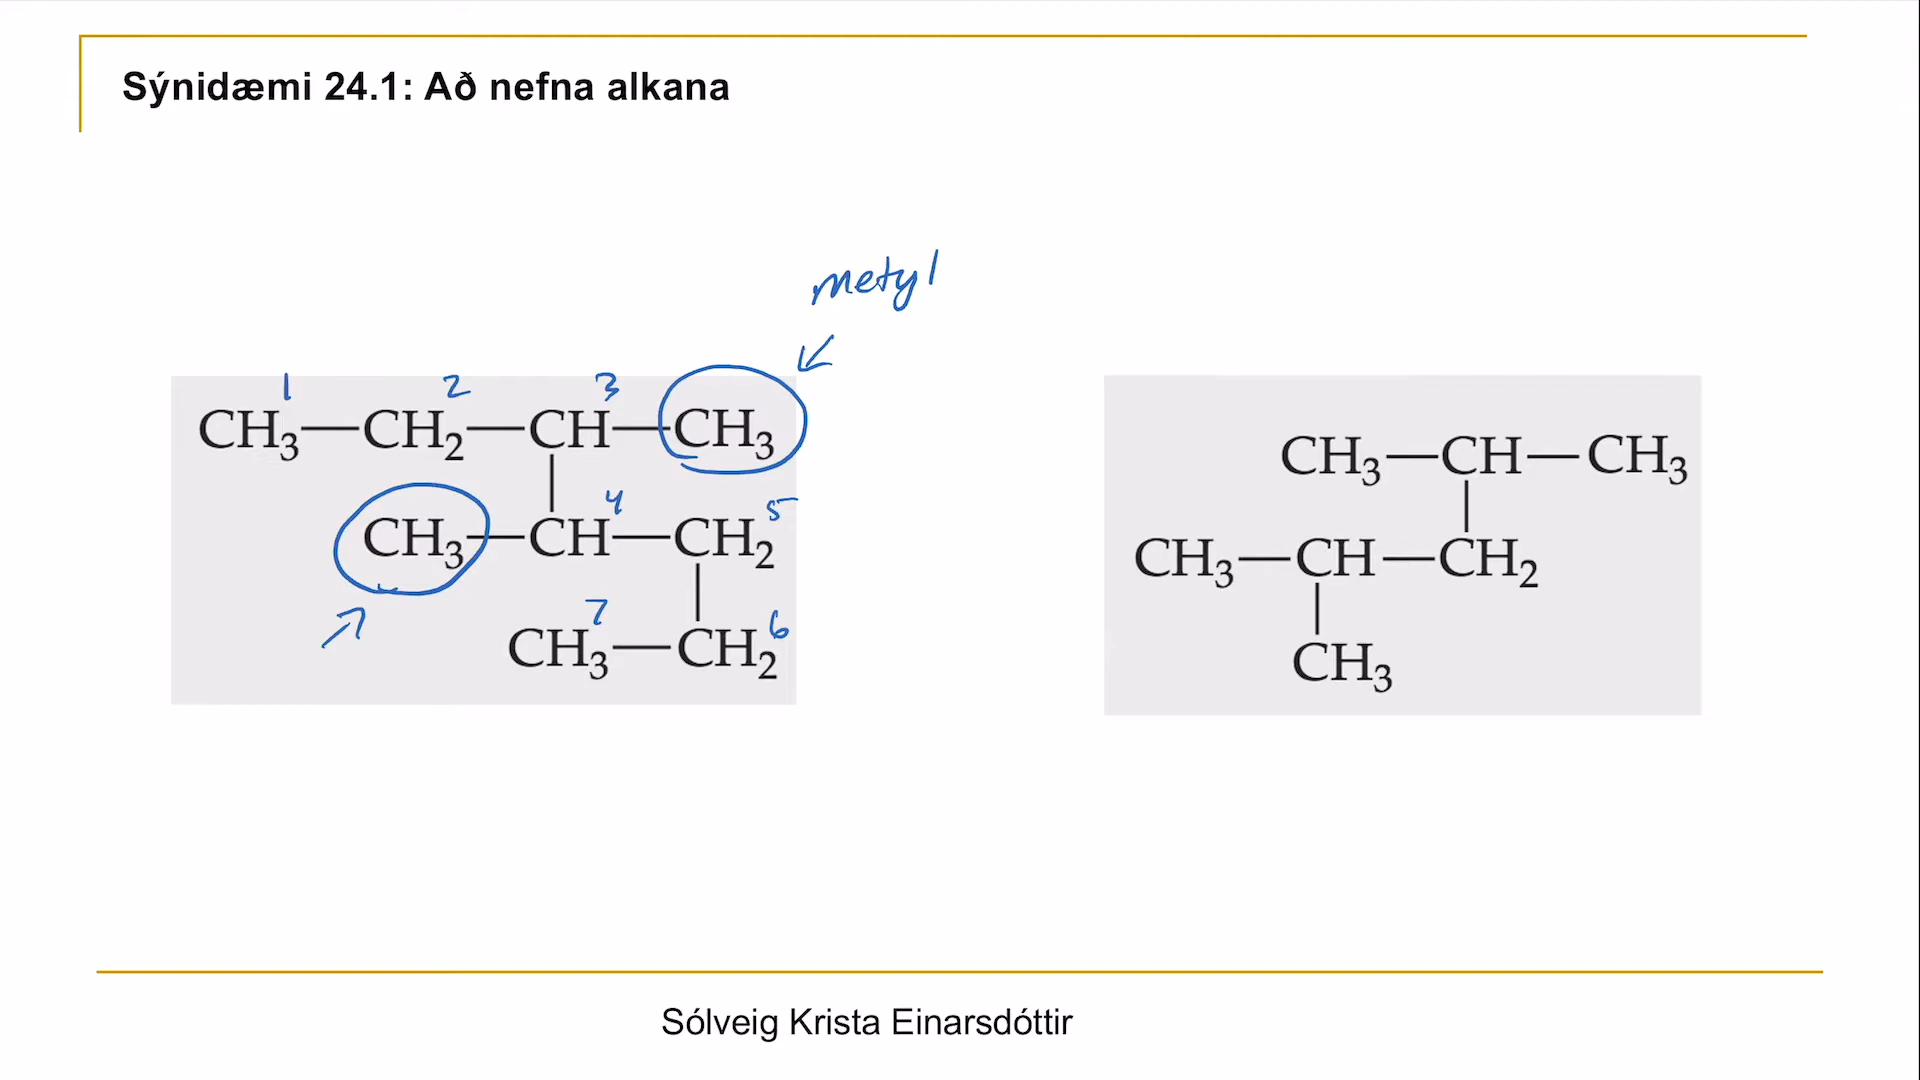 Sýnidæmi 24.1: Að nefna alkana
metyl
1 2 3
CH₃—CH₂—CH—CH₃
4 5
CH₃—CH—CH₂
7 6
CH₃—CH₂
CH₃—CH—CH₃
CH₃—CH—CH₂
CH₃
Sólveig Krista Einarsdóttir